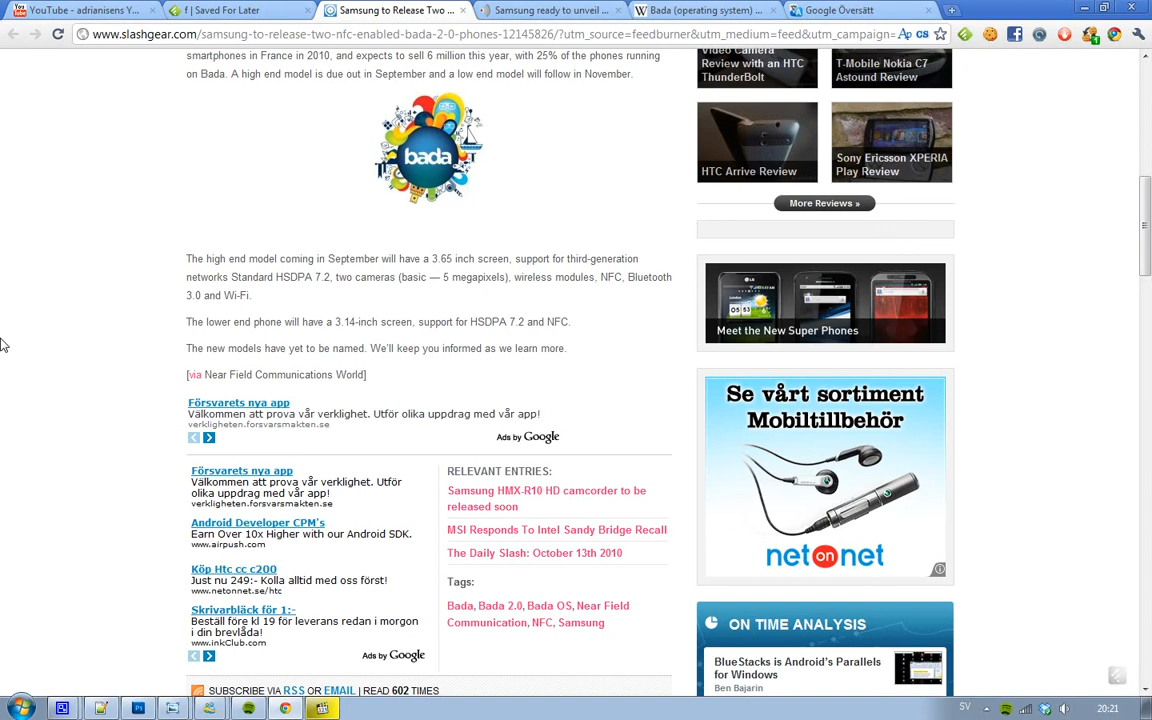 YouTube - adrianisens Y...
f | Saved For Later
Samsung to Release Two ...
Samsung ready to unveil ...
Bada (operating system) ...
Google Översätt
www.slashgear.com/samsung-to-release-two-nfc-enabled-bada-2-0-phones-12145826/?utm_source=feedburner&utm_medium=feed&utm_campaign=
smartphones in France in 2010, and expects to sell 6 million this year, with 25% of the phones running
on Bada. A high end model is due out in September and a low end model will follow in November.
bada
The high end model coming in September will have a 3.65 inch screen, support for third-generation
networks Standard HSDPA 7.2, two cameras (basic — 5 megapixels), wireless modules, NFC, Bluetooth
3.0 and Wi-Fi.
The lower end phone will have a 3.14-inch screen, support for HSDPA 7.2 and NFC.
The new models have yet to be named. We'll keep you informed as we learn more.
[via Near Field Communications World]
Försvarets nya app
Välkommen att prova vår verklighet. Utför olika uppdrag med vår app!
verkligheten.forsvarsmakten.se
Ads by Google
Försvarets nya app
Välkommen att prova vår verklighet. Utför
olika uppdrag med vår app!
verkligheten.forsvarsmakten.se
Android Developer CPM's
Earn Over 10x Higher with our Android SDK.
www.airpush.com
Köp Htc cc c200
Just nu 249:- Kolla alltid med oss först!
www.netonnet.se/htc
Skrivarbläck för 1:-
Beställ före kl 19 för leverans redan i morgon
i din brevlåda!
www.inkClub.com
Ads by Google
RELEVANT ENTRIES:
Samsung HMX-R10 HD camcorder to be
released soon
MSI Responds To Intel Sandy Bridge Recall
The Daily Slash: October 13th 2010
Tags:
Bada, Bada 2.0, Bada OS, Near Field
Communication, NFC, Samsung
SUBSCRIBE VIA RSS OR EMAIL | READ 602 TIMES
Video Camera
Review with an HTC
ThunderBolt
T-Mobile Nokia C7
Astound Review
HTC Arrive Review
Sony Ericsson XPERIA
Play Review
More Reviews »
Meet the New Super Phones
Se vårt sortiment
Mobiltillbehör
net on net
ON TIME ANALYSIS
BlueStacks is Android's Parallels
for Windows
Ben Bajarin
SV
20:21